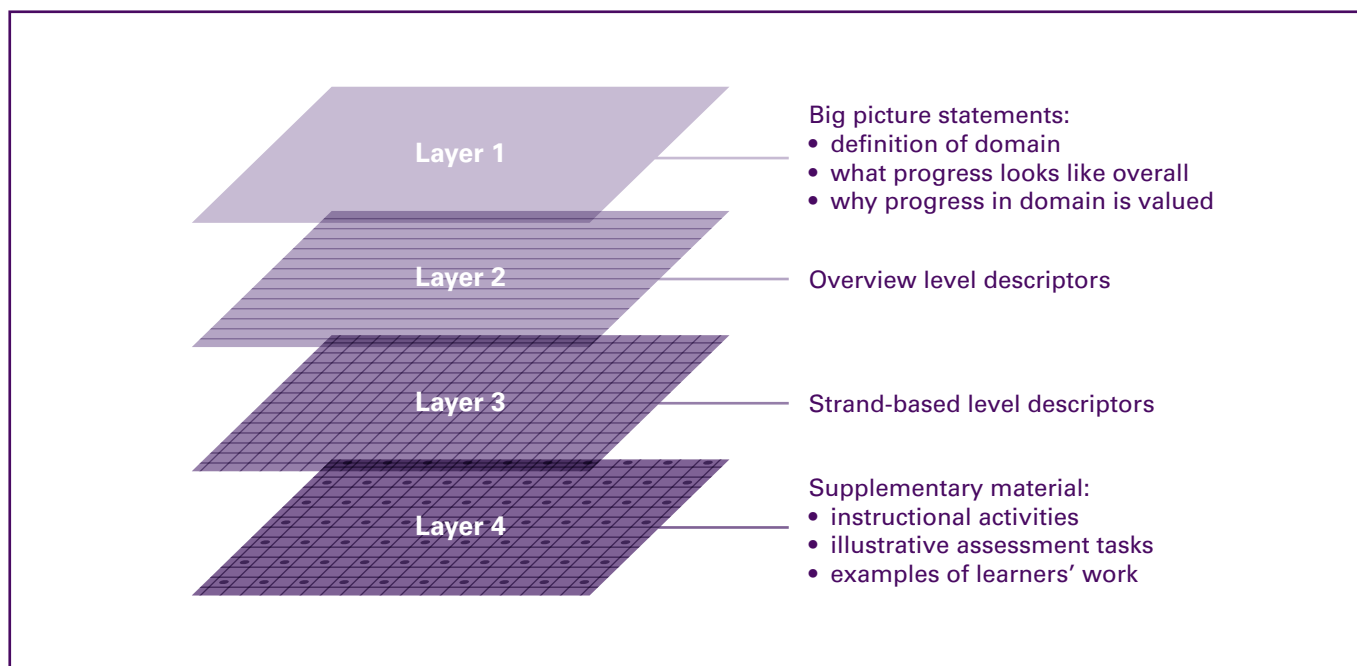 Layer 1
Big picture statements:
• definition of domain
• what progress looks like overall
• why progress in domain is valued
Layer 2
Overview level descriptors
Layer 3
Strand-based level descriptors
Layer 4
Supplementary material:
• instructional activities
• illustrative assessment tasks
• examples of learners’ work